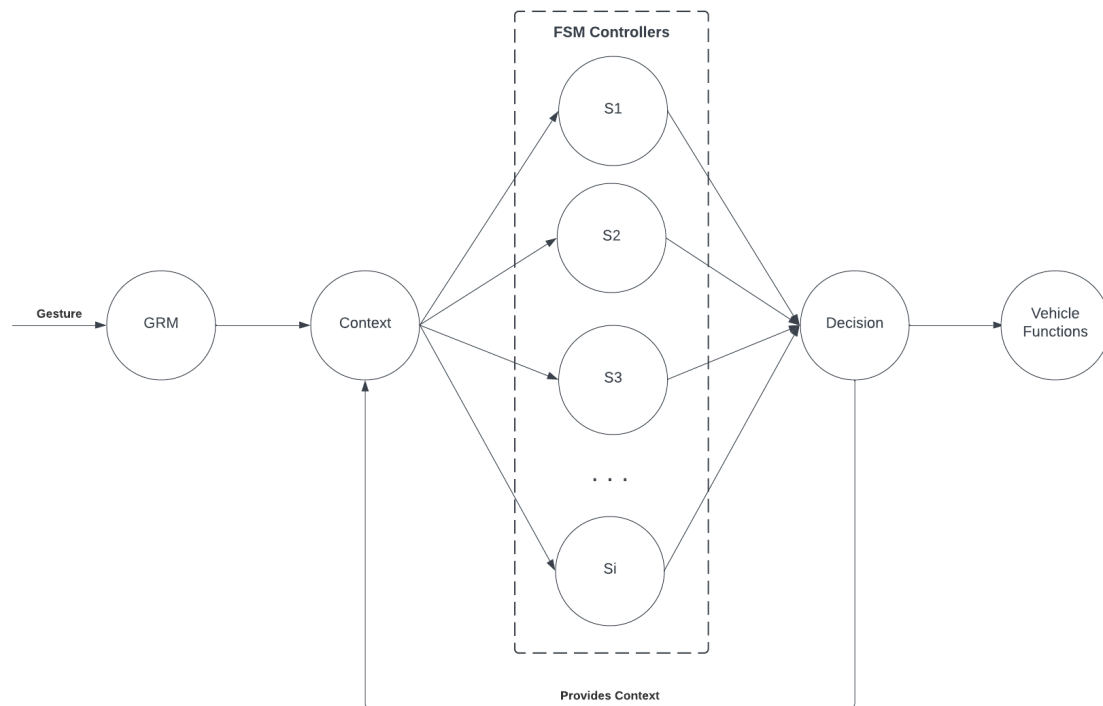 FSM Controllers
S1
S2
Gesture
GRM
Context
Decision
Vehicle
Functions
S3
. . .
Si
Provides Context